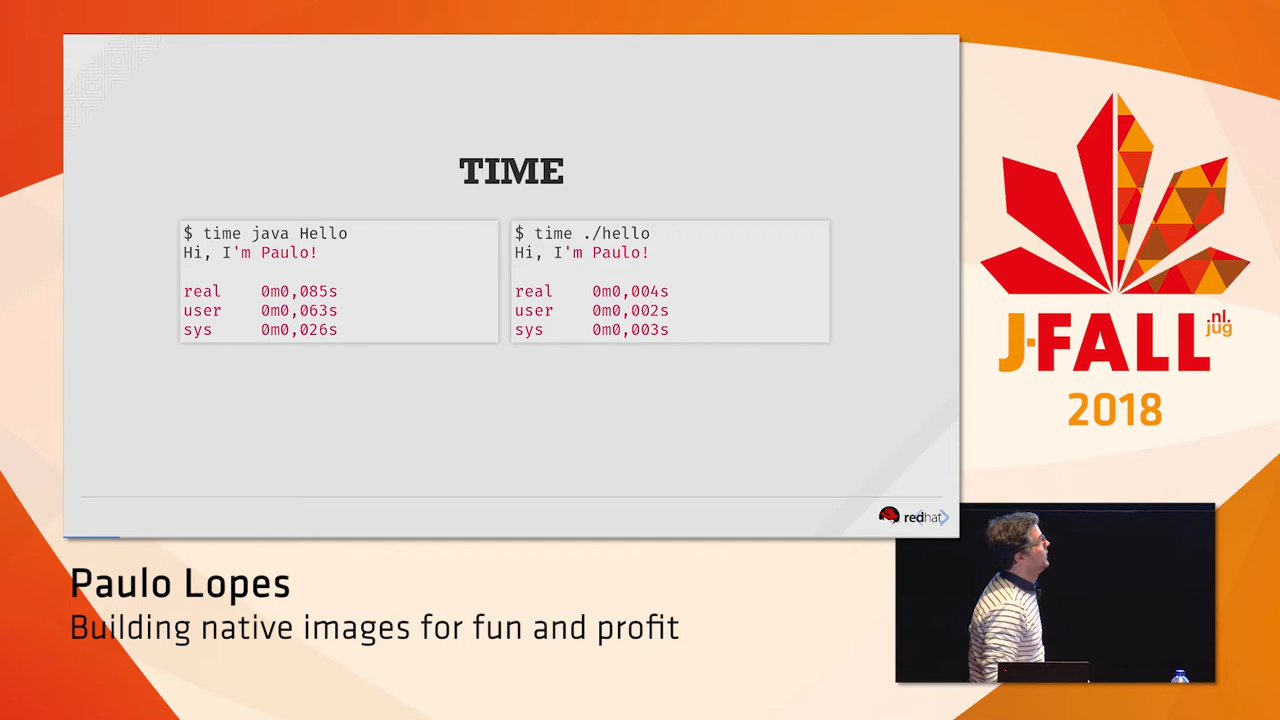 TIME
$ time java Hello
Hi, I'm Paulo!
real 0m0,085s
user 0m0,063s
sys 0m0,026s
$ time ./hello
Hi, I'm Paulo!
real 0m0,004s
user 0m0,002s
sys 0m0,003s
redhat
Paulo Lopes
Building native images for fun and profit
J-FALL
nl.
jug
2018